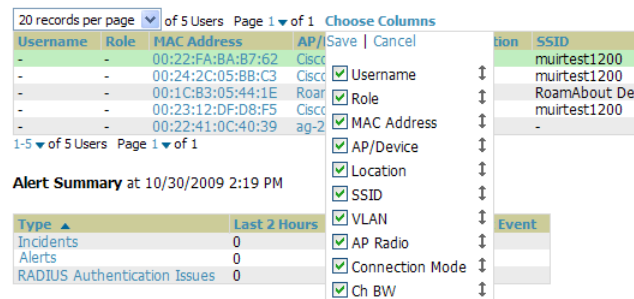 20 records per page of 5 Users Page 1 of 1 Choose Columns
Username Role MAC Address AP/ tion SSID
- - 00:22:FA:BA:B7:62 Cisco muirtest1200
- - 00:24:2C:05:BB:C3 Cisco muirtest1200
- - 00:1C:B3:05:44:1E Roar RoamAbout De
- - 00:23:12:DF:D8:F5 Cisco muirtest1200
- - 00:22:41:0C:40:39 ag-2 -
1-5 of 5 Users Page 1 of 1
Save | Cancel
Username
Role
MAC Address
AP/Device
Location
SSID
VLAN
AP Radio
Connection Mode
Ch BW
Alert Summary at 10/30/2009 2:19 PM
Type Last 2 Hours Event
Incidents 0
Alerts 0
RADIUS Authentication Issues 0